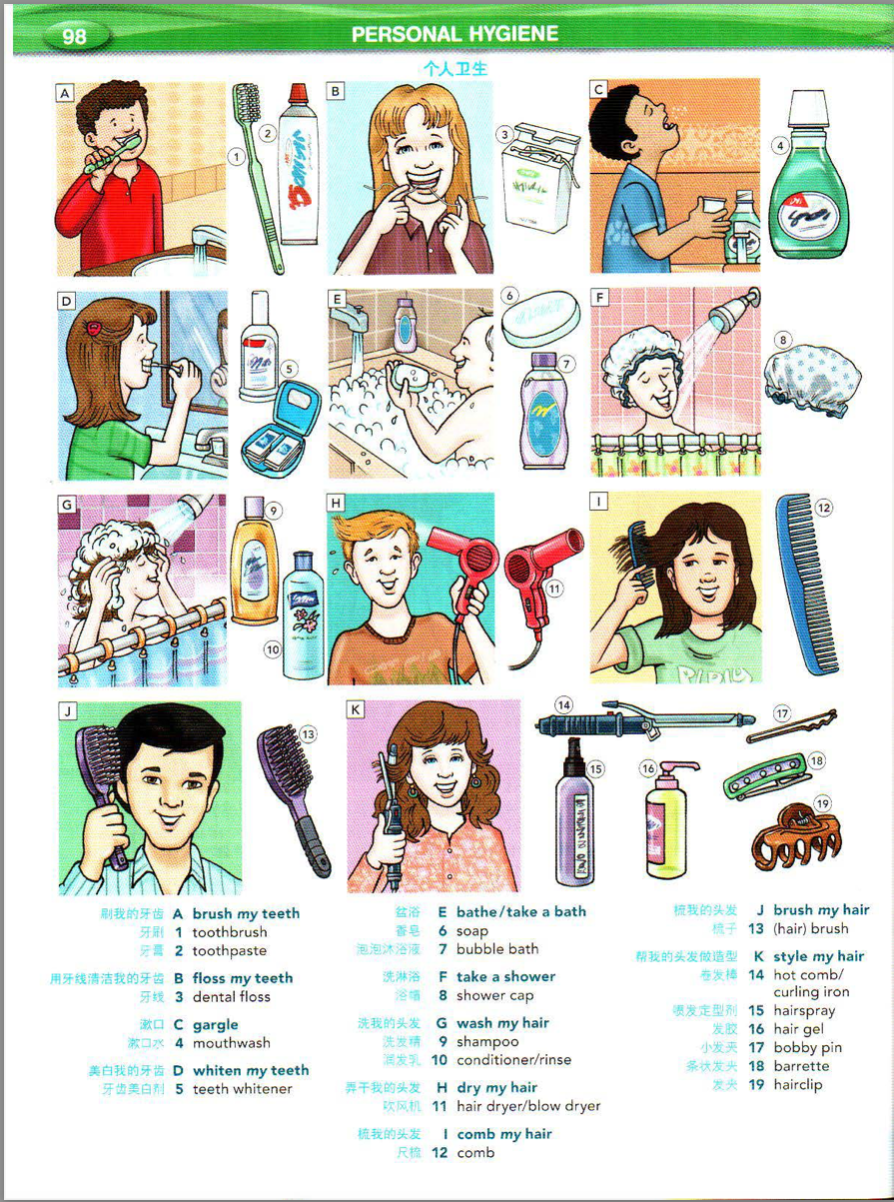 98
PERSONAL HYGIENE
个人卫生
A
1
2
B
3
C
4
D
5
E
6
7
F
8
G
9
10
H
11
I
12
J
13
K
14
15
16
17
18
19
刷我的牙齿 A brush my teeth
牙刷 1 toothbrush
牙膏 2 toothpaste
用牙线清洁我的牙齿 B floss my teeth
牙线 3 dental floss
漱口 C gargle
漱口水 4 mouthwash
美白我的牙齿 D whiten my teeth
牙齿美白剂 5 teeth whitener
盆浴 E bathe/take a bath
香皂 6 soap
泡泡沐浴液 7 bubble bath
洗淋浴 F take a shower
浴帽 8 shower cap
洗我的头发 G wash my hair
洗发精 9 shampoo
润发乳 10 conditioner/rinse
弄干我的头发 H dry my hair
吹风机 11 hair dryer/blow dryer
梳我的头发 I comb my hair
尺梳 12 comb
梳我的头发 J brush my hair
梳子 13 (hair) brush
帮我的头发做造型 K style my hair
卷发棒 14 hot comb/
curling iron
喷发定型剂 15 hairspray
发胶 16 hair gel
小发夹 17 bobby pin
条状发夹 18 barrette
发夹 19 hairclip